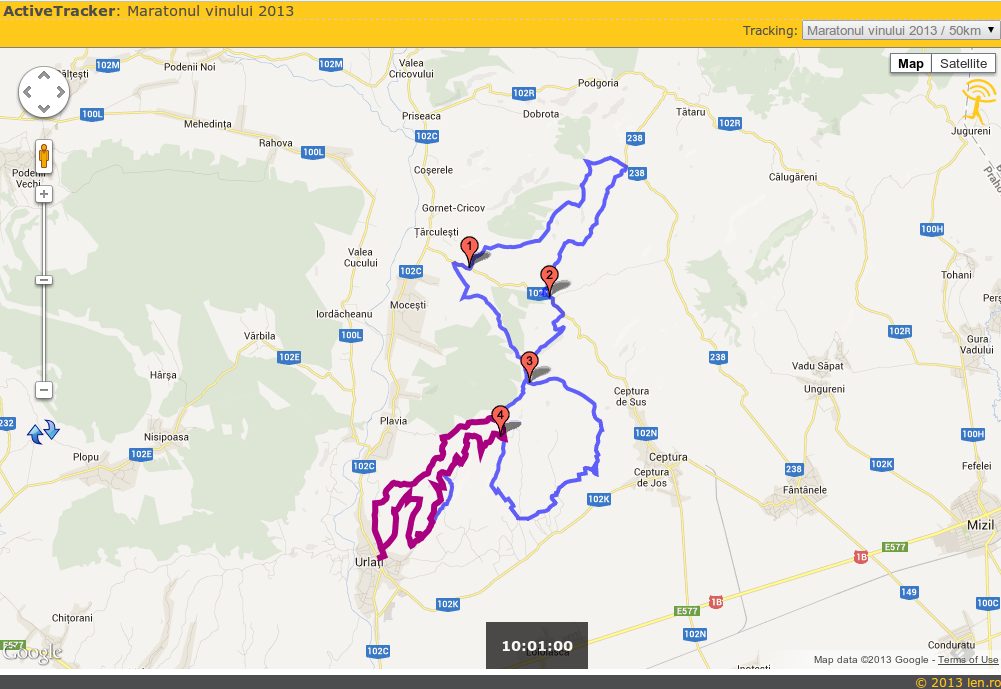 ActiveTracker: Maratonul vinului 2013
Tracking: Maratonul vinului 2013 / 50km
Map Satellite
102M
Podenii Noi
102M
Valea
Cricovului
Podgoria
100L
102R
Dobrota
Tătaru
102R
Jugureni
Mehedința
Priseaca
102C
238
Rahova
100L
Podenii
Vechi
Coșerele
238
Călugăreni
Gornet-Cricov
Țărculești
100H
1
Valea
Cucului
102C
2
Tohani
Mocești
Iordăcheanu
100L
102R
Vărbila
102E
Gura
Vadului
3
238
Vadu Săpat
Ungureni
Hârșa
Ceptura
de Sus
4
Plavia
232
102N
100H
Nisipoasa
Plopu
102E
102C
Ceptura
238
102K
Fefelei
Ceptura
de Jos
Fântânele
102K
Mizil
E577
1B
Urlați
149
102K
1B
100C
E577
Chițorani
102N
E577
Google
102C
10:01:00
Conduratu
Map data ©2013 Google - Terms of Use
© 2013 len.ro